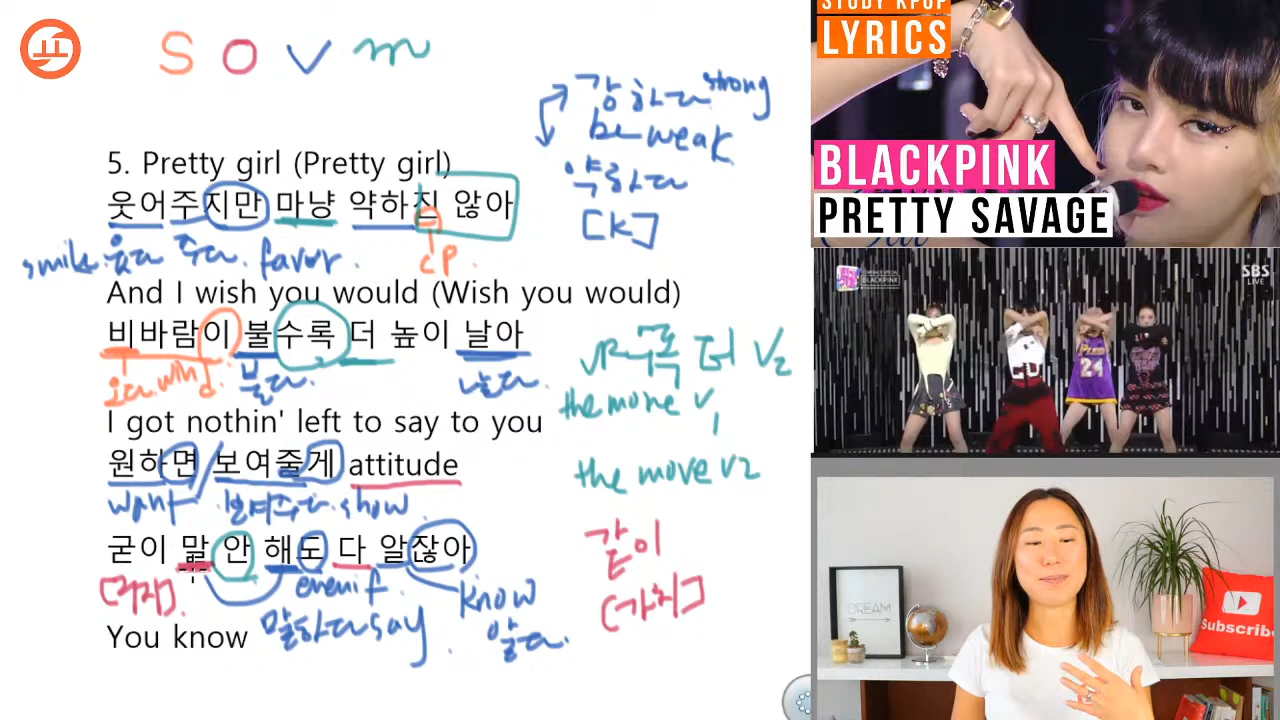 S O V m
5. Pretty girl (Pretty girl)
웃어주지만 마냥 약하진 않아
smile 웃다 주다 favor.
CP
And I wish you would (Wish you would)
비바람이 불수록 더 높이 날아
오다 wind 불다. 날다.
I got nothin' left to say to you
원하면/보여줄게 attitude
want 보여주다 show.
굳이 말 안 해도 다 알잖아
[구지]. even if.
know
You know 말하다 say 알다.
강하다 strong
be weak
약하다
[K]
수록 더 V2
the more V1
the more V2
같이
[가치]
STUDY KPOP
LYRICS
BLACKPINK
PRETTY SAVAGE
SBS
LIVE
BLACKPINK
24
DREAM
Subscribe